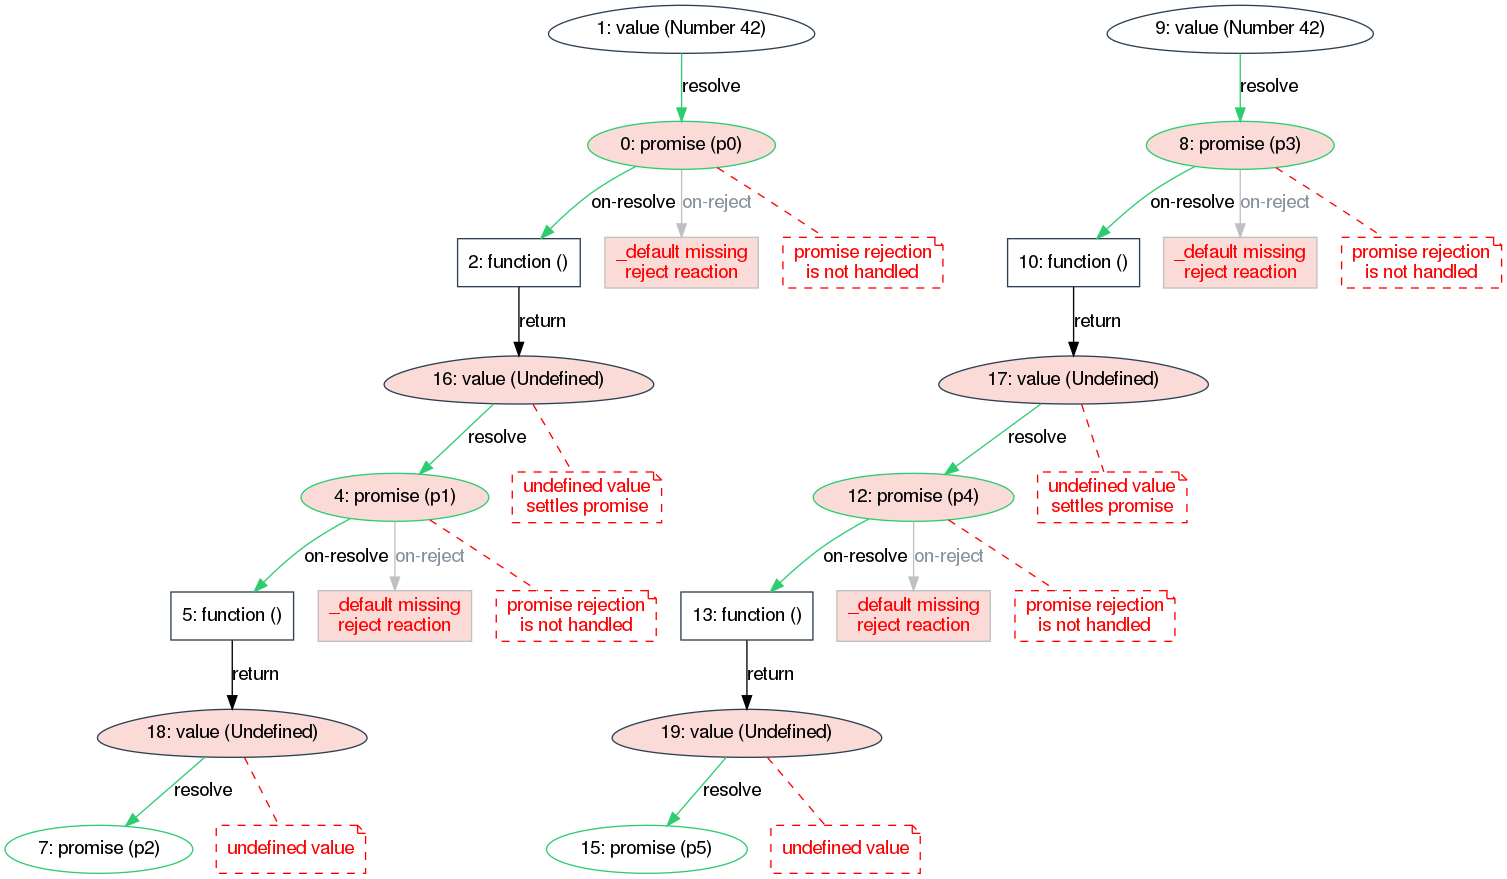 1: value (Number 42)
9: value (Number 42)
resolve
resolve
0: promise (p0)
8: promise (p3)
on-resolve
on-reject
on-resolve
on-reject
2: function ()
_default missing
reject reaction
promise rejection
is not handled
10: function ()
_default missing
reject reaction
promise rejection
is not handled
return
return
16: value (Undefined)
17: value (Undefined)
resolve
resolve
4: promise (p1)
undefined value
settles promise
12: promise (p4)
undefined value
settles promise
on-resolve
on-reject
on-resolve
on-reject
5: function ()
_default missing
reject reaction
promise rejection
is not handled
13: function ()
_default missing
reject reaction
promise rejection
is not handled
return
return
18: value (Undefined)
19: value (Undefined)
resolve
resolve
7: promise (p2)
undefined value
15: promise (p5)
undefined value